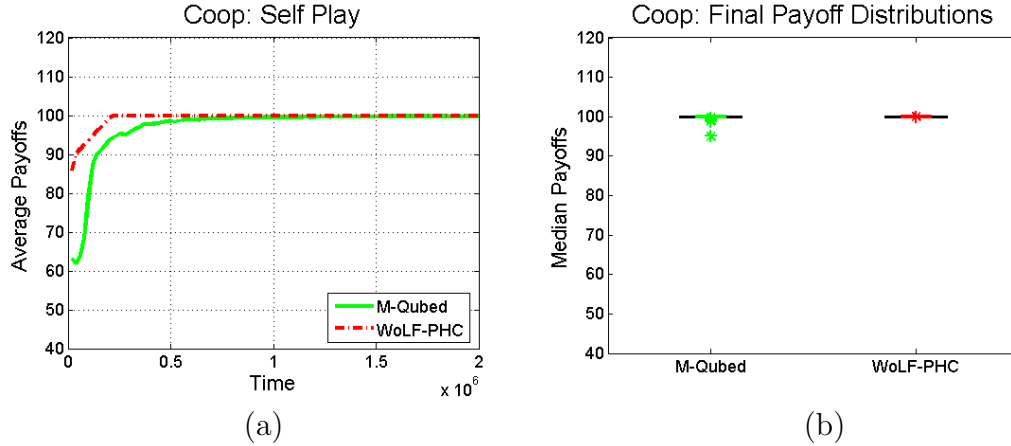 Coop: Self Play
120
110
100
90
80
70
60
50
40
Average Payoffs
M-Qubed
WoLF-PHC
0
0.5
1
1.5
2
Time
x 10^6
(a)
Coop: Final Payoff Distributions
120
110
100
90
80
70
60
50
40
Median Payoffs
M-Qubed
WoLF-PHC
(b)